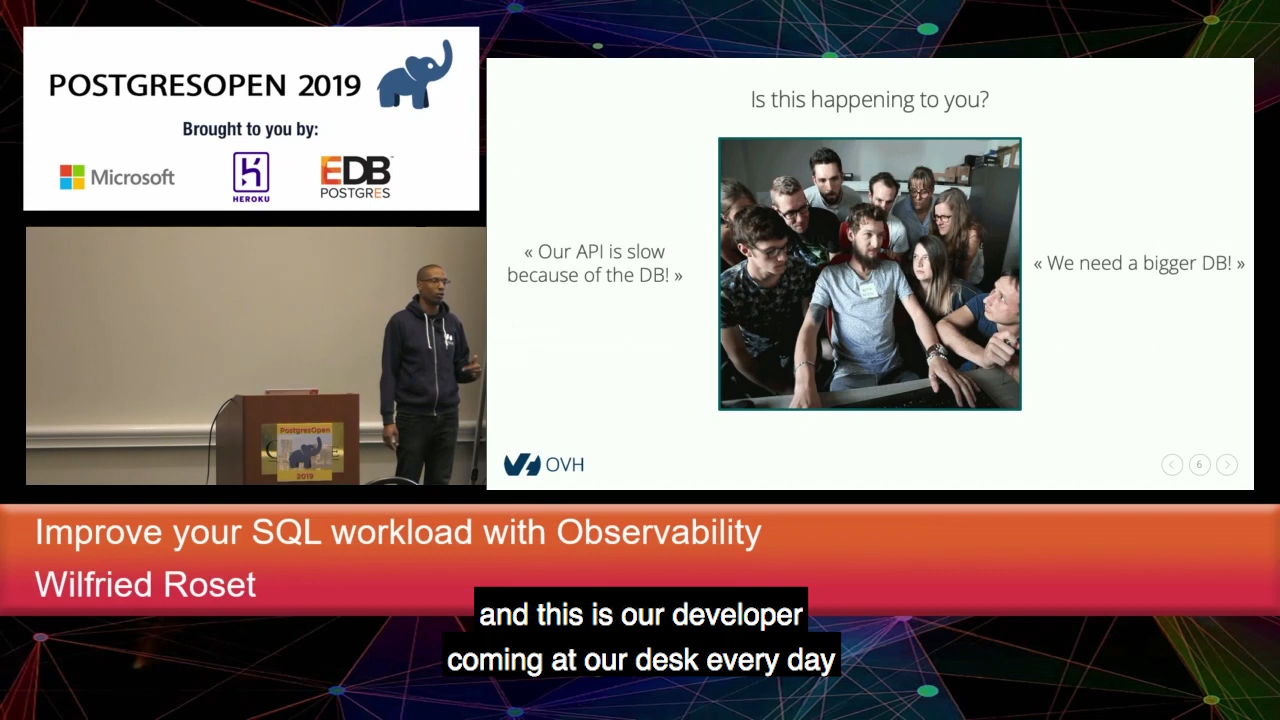 POSTGRESOPEN 2019
Brought to you by:
Microsoft
HEROKU
EDB
POSTGRES
Is this happening to you?
« Our API is slow
because of the DB! »
« We need a bigger DB! »
OVH
6
PostgresOpen
2019
Improve your SQL workload with Observability
Wilfried Roset
and this is our developer
coming at our desk every day